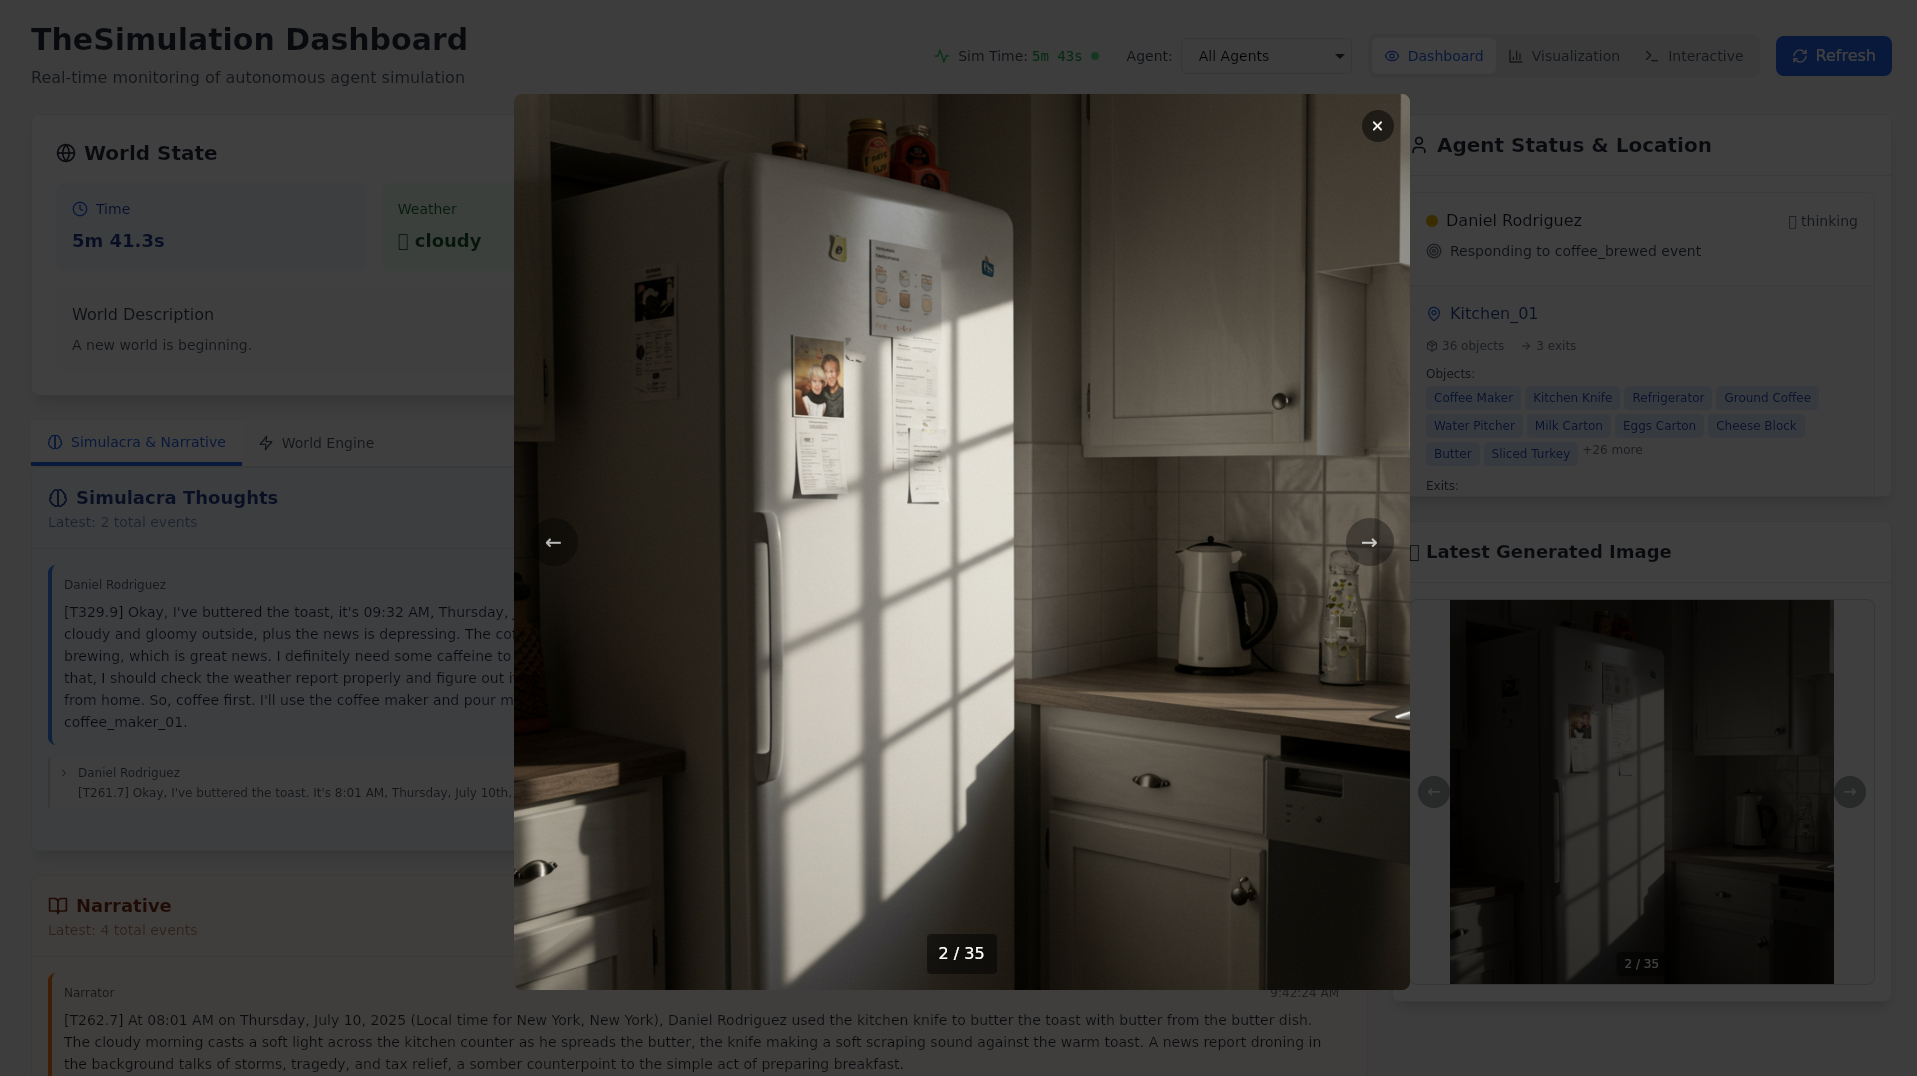 TheSimulation Dashboard
Real-time monitoring of autonomous agent simulation
Sim Time: 5m 43s
Agent:
All Agents
Dashboard
Visualization
Interactive
Refresh
World State
Time
5m 41.3s
Weather
cloudy
World Description
A new world is beginning.
Simulacra & Narrative
World Engine
Simulacra Thoughts
Latest: 2 total events
Daniel Rodriguez
[T329.9] Okay, I've buttered the toast, it's 09:32 AM, Thursday,
cloudy and gloomy outside, plus the news is depressing. The
brewing, which is great news. I definitely need some caffeine to
that, I should check the weather report properly and figure out
from home. So, coffee first. I'll use the coffee maker and pour
coffee_maker_01.
Daniel Rodriguez
[T261.7] Okay, I've buttered the toast. It's 8:01 AM, Thursday, July 10th,
Narrative
Latest: 4 total events
Narrator
9:42:24 AM
[T262.7] At 08:01 AM on Thursday, July 10, 2025 (Local time for New York, New York), Daniel Rodriguez used the kitchen knife to butter the toast with butter from the butter dish.
The cloudy morning casts a soft light across the kitchen counter as he spreads the butter, the knife making a soft scraping sound against the warm toast. A news report droning in
the background talks of storms, tragedy, and tax relief, a somber counterpoint to the simple act of preparing breakfast.
2 / 35
Agent Status & Location
Daniel Rodriguez
thinking
Responding to coffee_brewed event
Kitchen_01
36 objects
3 exits
Objects:
Coffee Maker
Kitchen Knife
Refrigerator
Ground Coffee
Water Pitcher
Milk Carton
Eggs Carton
Cheese Block
Butter
Sliced Turkey
+26 more
Exits:
Latest Generated Image
2 / 35